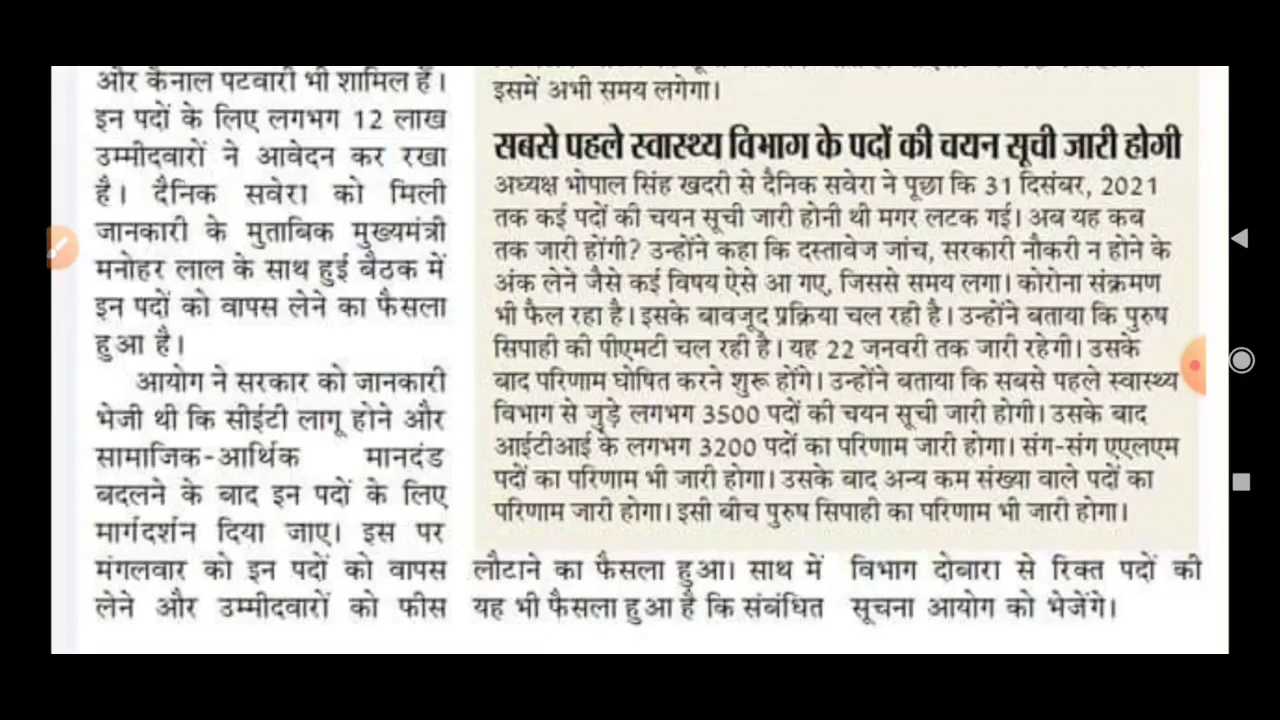 और कैनाल पटवारी भी शामिल हैं।
इन पदों के लिए लगभग 12 लाख
उम्मीदवारों ने आवेदन कर रखा
है। दैनिक सवेरा को मिली
जानकारी के मुताबिक मुख्यमंत्री
मनोहर लाल के साथ हुई बैठक में
इन पदों को वापस लेने का फैसला
हुआ है।
आयोग ने सरकार को जानकारी
भेजी थी कि सीईटी लागू होने और
सामाजिक-आर्थिक मानदंड
बदलने के बाद इन पदों के लिए
मार्गदर्शन दिया जाए। इस पर
मंगलवार को इन पदों को वापस
लेने और उम्मीदवारों को फीस
इसमें अभी समय लगेगा।
सबसे पहले स्वास्थ्य विभाग के पदों की चयन सूची जारी होगी
अध्यक्ष भोपाल सिंह खदरी से दैनिक सवेरा ने पूछा कि 31 दिसंबर, 2021
तक कई पदों की चयन सूची जारी होनी थी मगर लटक गई। अब यह कब
तक जारी होंगी? उन्होंने कहा कि दस्तावेज जांच, सरकारी नौकरी न होने के
अंक लेने जैसे कई विषय ऐसे आ गए, जिससे समय लगा। कोरोना संक्रमण
भी फैल रहा है। इसके बावजूद प्रक्रिया चल रही है। उन्होंने बताया कि पुरुष
सिपाही की पीएमटी चल रही है। यह 22 जनवरी तक जारी रहेगी। उसके
बाद परिणाम घोषित करने शुरू होंगे। उन्होंने बताया कि सबसे पहले स्वास्थ्य
विभाग से जुड़े लगभग 3500 पदों की चयन सूची जारी होगी। उसके बाद
आईटीआई के लगभग 3200 पदों का परिणाम जारी होगा। संग-संग एएलएम
पदों का परिणाम भी जारी होगा। उसके बाद अन्य कम संख्या वाले पदों का
परिणाम जारी होगा। इसी बीच पुरुष सिपाही का परिणाम भी जारी होगा।
लौटाने का फैसला हुआ। साथ में
यह भी फैसला हुआ है कि संबंधित
विभाग दोबारा से रिक्त पदों की
सूचना आयोग को भेजेंगे।